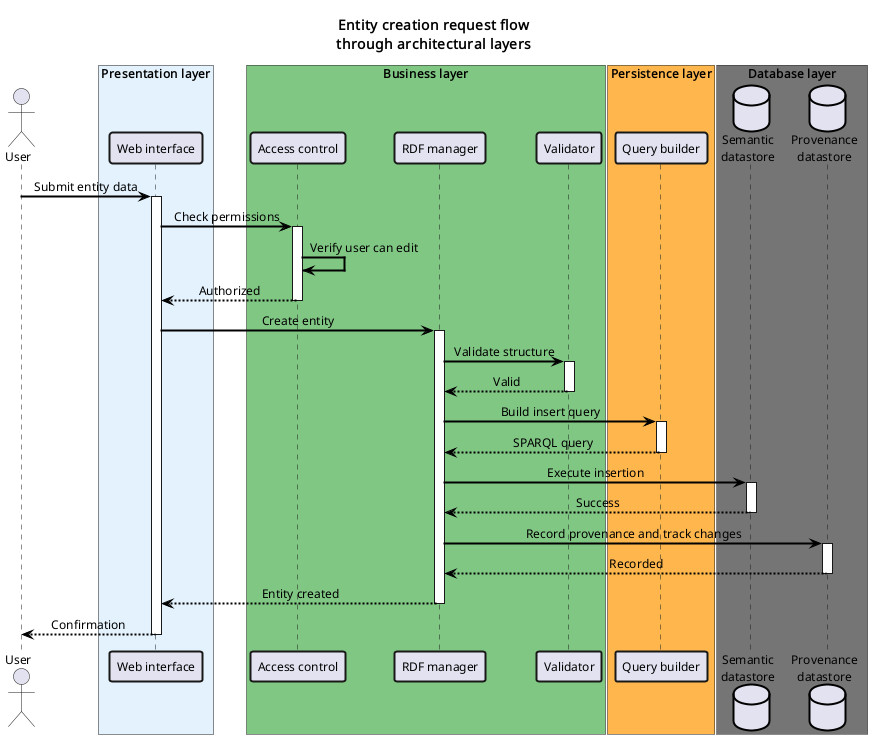 Entity creation request flow
through architectural layers
Presentation layer
Business layer
Persistence layer
Database layer
User
Web interface
Access control
RDF manager
Validator
Query builder
Semantic
datastore
Provenance
datastore
Submit entity data
Check permissions
Verify user can edit
Authorized
Create entity
Validate structure
Valid
Build insert query
SPARQL query
Execute insertion
Success
Record provenance and track changes
Recorded
Entity created
Confirmation
User
Web interface
Access control
RDF manager
Validator
Query builder
Semantic
datastore
Provenance
datastore